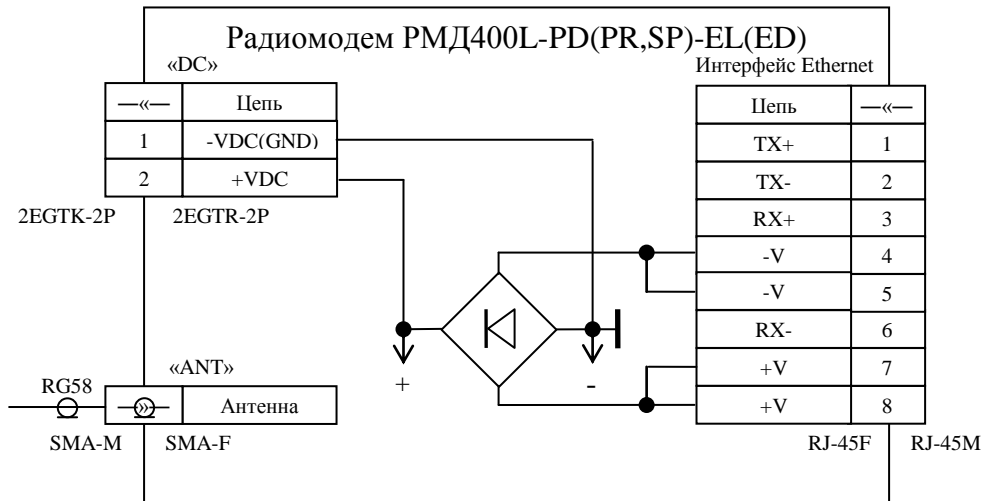 Радиомодем РМД400L-PD(PR,SP)-EL(ED)
«DC»
—«— Цепь
1 -VDC(GND)
2 +VDC
2EGTK-2P 2EGTR-2P
Интерфейс Ethernet
Цепь —«—
TX+ 1
TX- 2
RX+ 3
-V 4
-V 5
RX- 6
+V 7
+V 8
RJ-45F RJ-45M
+ -
«ANT»
RG58
—»— Антенна
SMA-M SMA-F